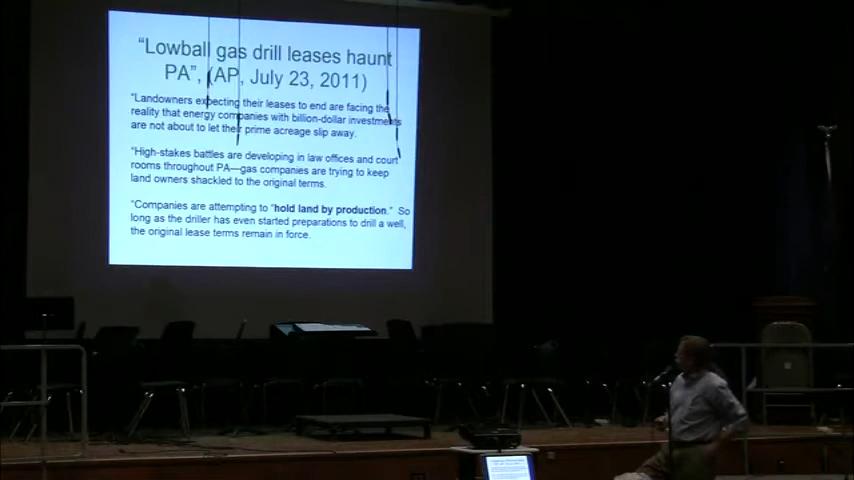 “Lowball gas drill leases haunt
PA”, (AP, July 23, 2011)
“Landowners expecting their leases to end are facing the
reality that energy companies with billion-dollar investments
are not about to let their prime acreage slip away.
“High-stakes battles are developing in law offices and court
rooms throughout PA—gas companies are trying to keep
land owners shackled to the original terms.
“Companies are attempting to “hold land by production.” So
long as the driller has even started preparations to drill a well,
the original lease terms remain in force.